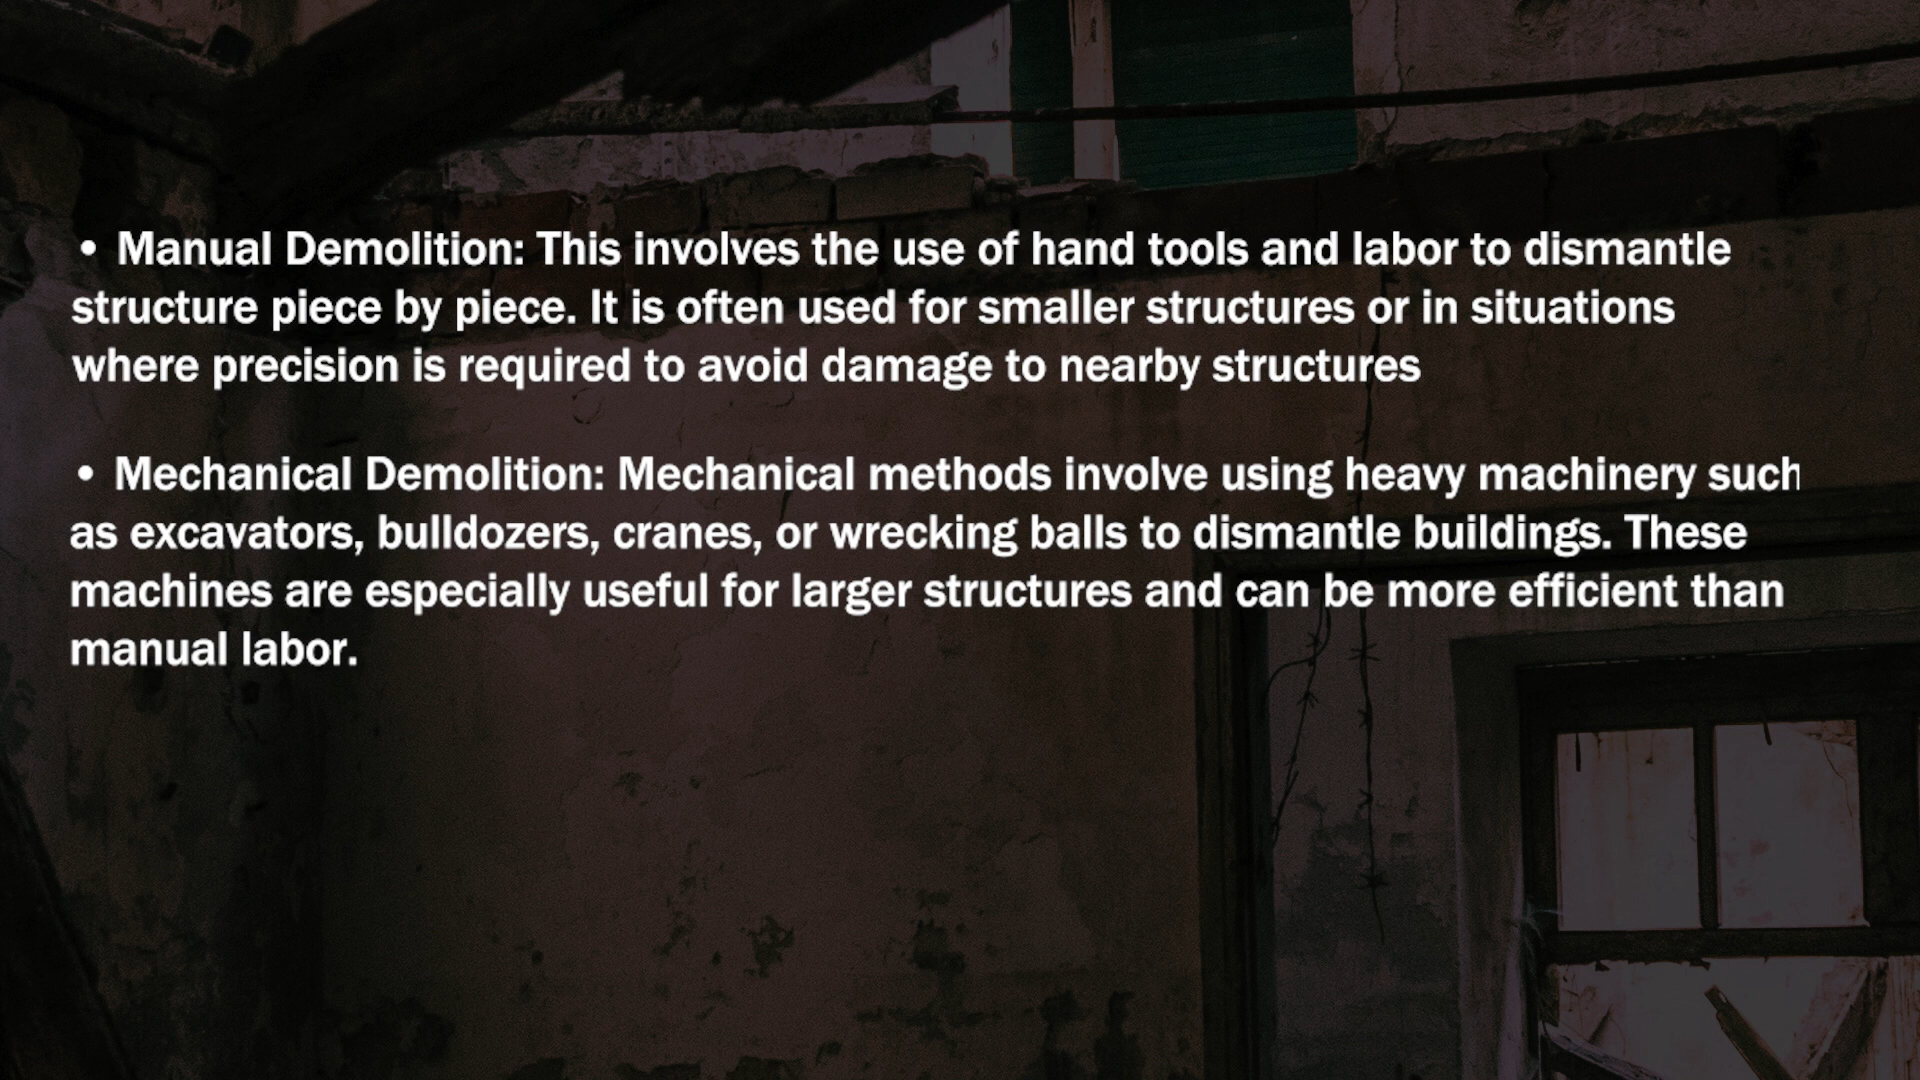 • Manual Demolition: This involves the use of hand tools and labor to dismantle
structure piece by piece. It is often used for smaller structures or in situations
where precision is required to avoid damage to nearby structures
• Mechanical Demolition: Mechanical methods involve using heavy machinery such
as excavators, bulldozers, cranes, or wrecking balls to dismantle buildings. These
machines are especially useful for larger structures and can be more efficient than
manual labor.